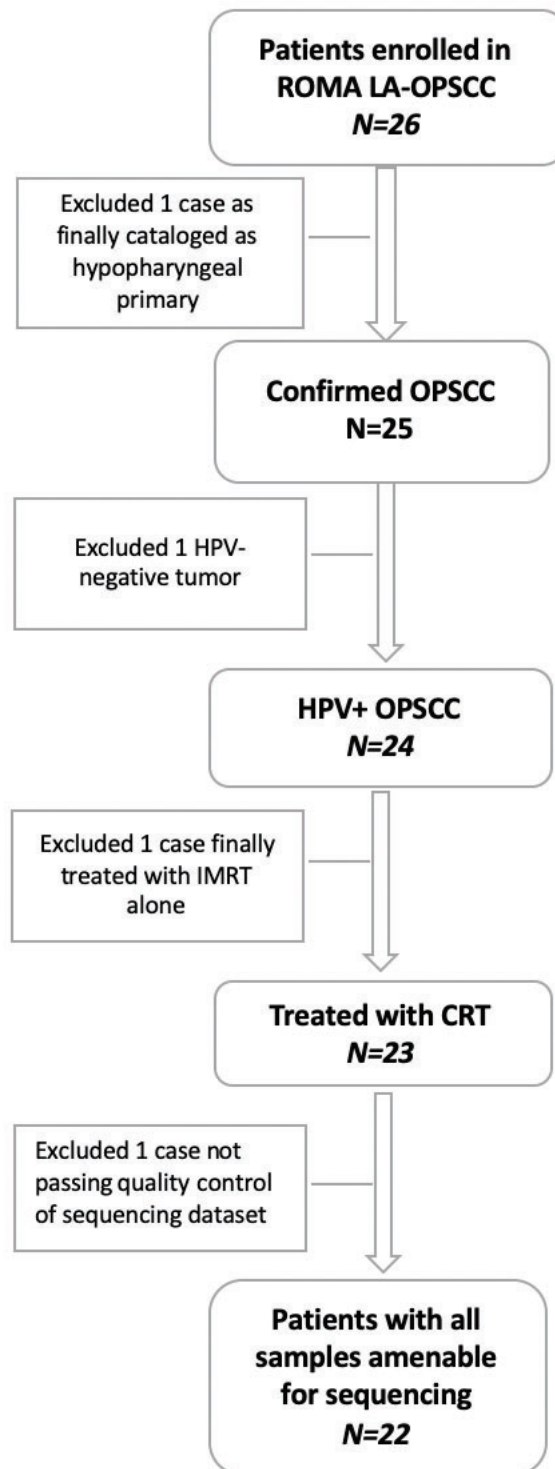 Patients enrolled in
ROMA LA-OPSCC
N=26
Excluded 1 case as
finally cataloged as
hypopharyngeal
primary
Confirmed OPSCC
N=25
Excluded 1 HPV-
negative tumor
HPV+ OPSCC
N=24
Excluded 1 case finally
treated with IMRT
alone
Treated with CRT
N=23
Excluded 1 case not
passing quality control
of sequencing dataset
Patients with all
samples amenable
for sequencing
N=22